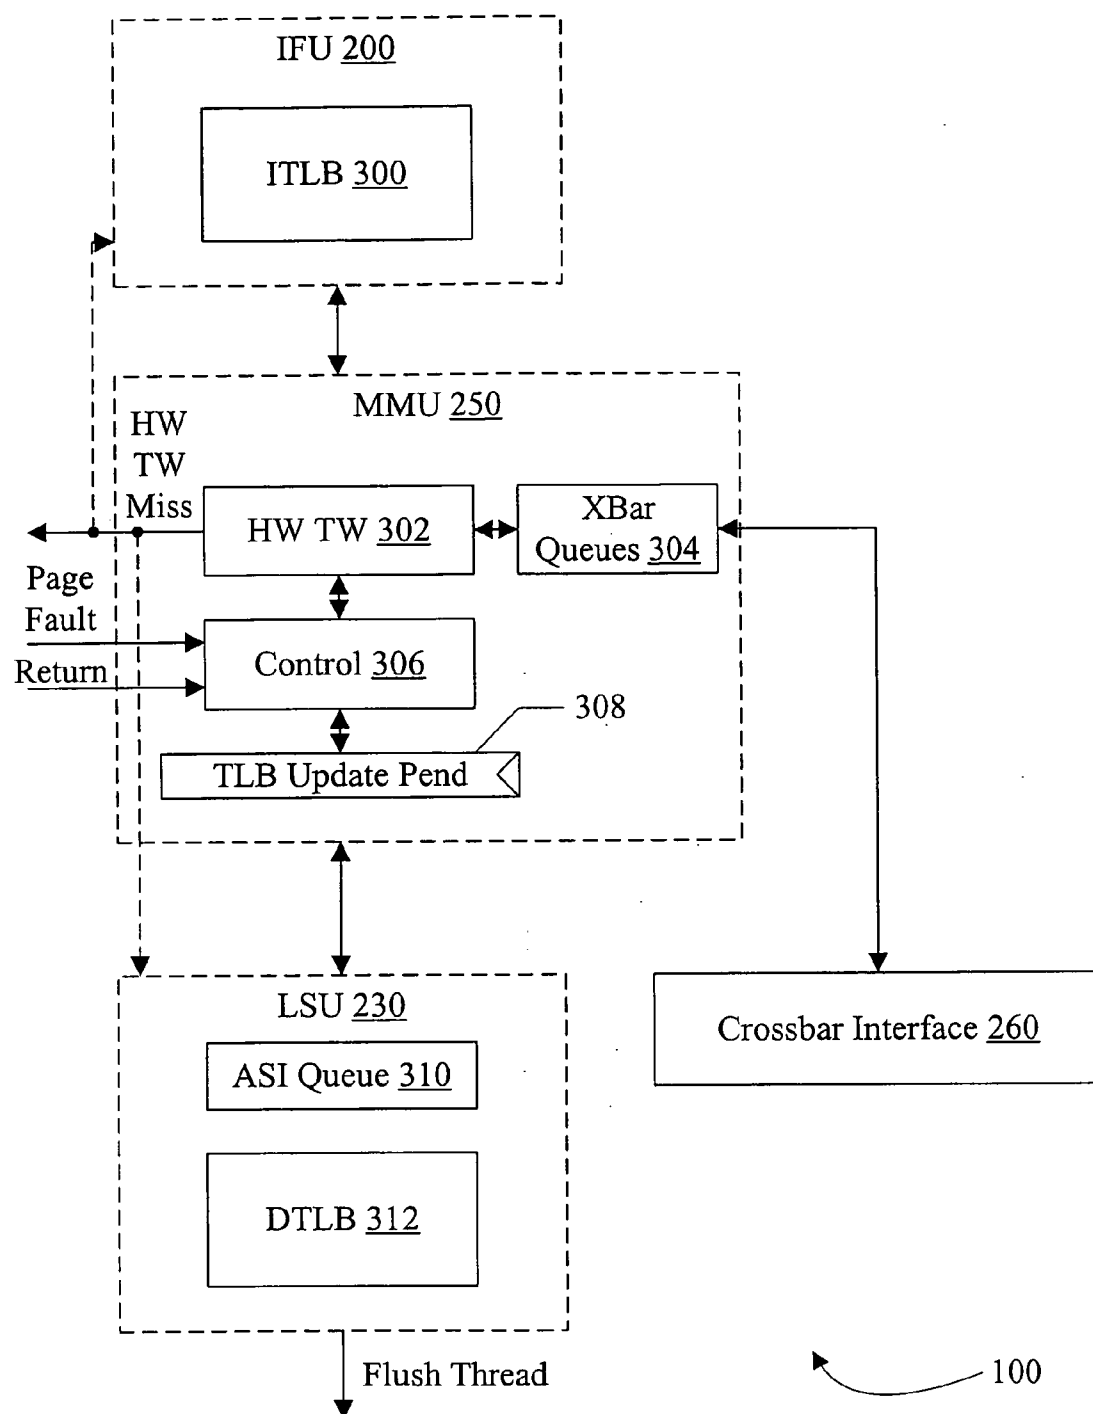 IFU 200
ITLB 300
MMU 250
HW
TW
Miss
HW TW 302
XBar
Queues 304
Page
Fault
Return
Control 306
308
TLB Update Pend
LSU 230
ASI Queue 310
DTLB 312
Crossbar Interface 260
Flush Thread
100